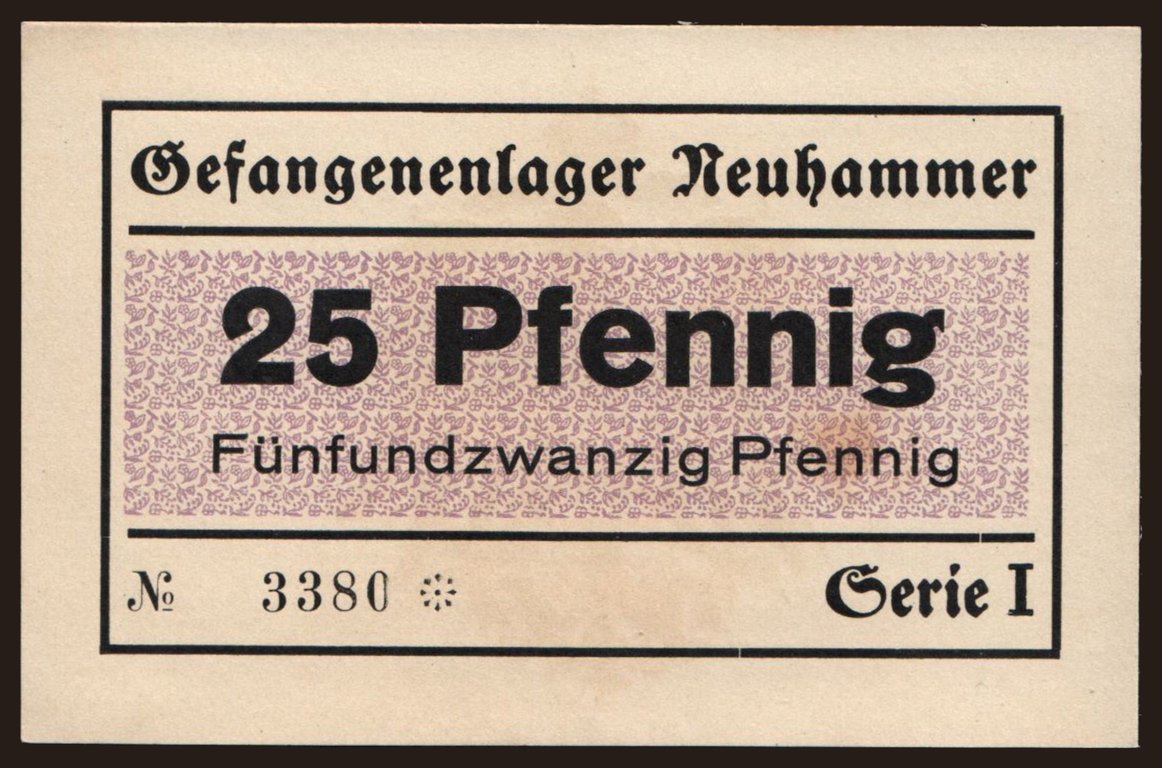 Gefangenenlager Neuhammer
25 Pfennig
Fünfundzwanzig Pfennig
№ 3380 Serie I